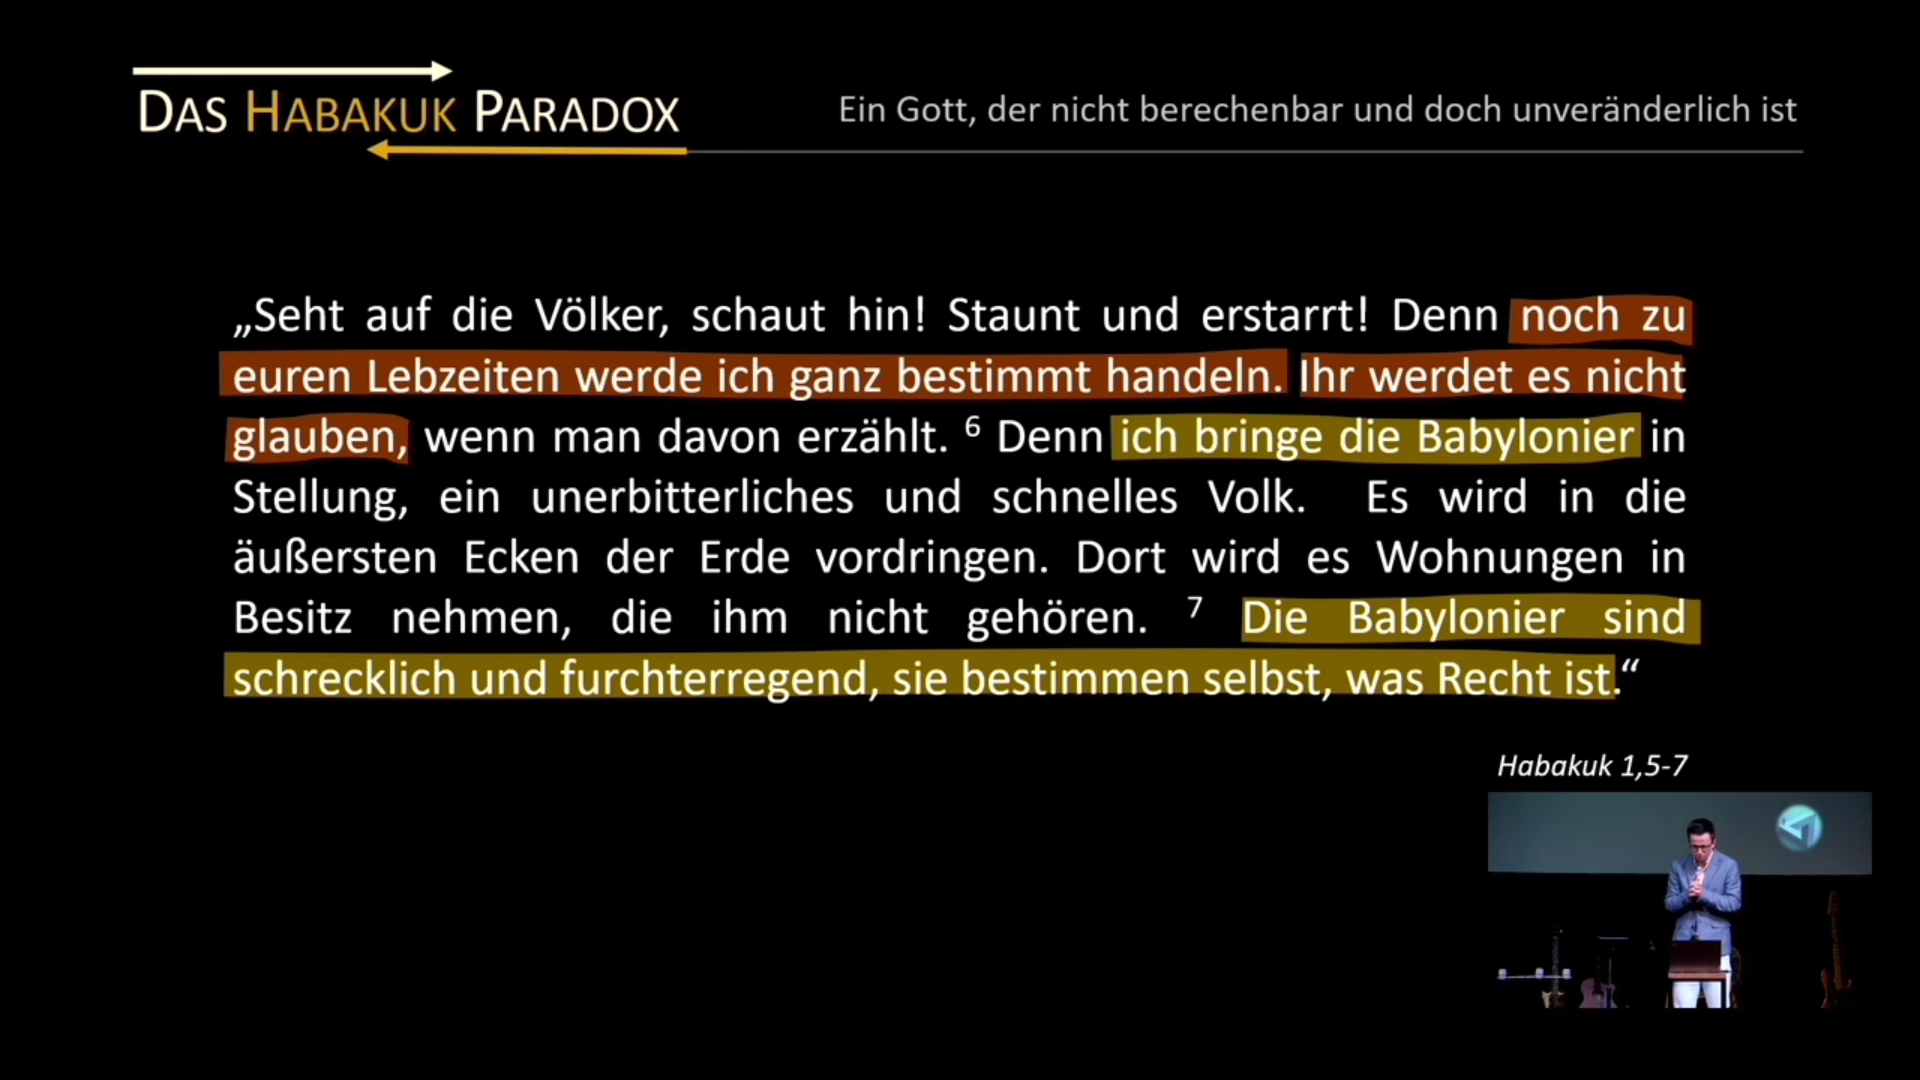 DAS HABAKUK PARADOX
Ein Gott, der nicht berechenbar und doch unveränderlich ist
„Seht auf die Völker, schaut hin! Staunt und erstarrt! Denn noch zu
euren Lebzeiten werde ich ganz bestimmt handeln. Ihr werdet es nicht
glauben, wenn man davon erzählt. ⁶ Denn ich bringe die Babylonier in
Stellung, ein unerbitterliches und schnelles Volk. Es wird in die
äußersten Ecken der Erde vordringen. Dort wird es Wohnungen in
Besitz nehmen, die ihm nicht gehören. ⁷ Die Babylonier sind
schrecklich und furchterregend, sie bestimmen selbst, was Recht ist.“
Habakuk 1,5-7